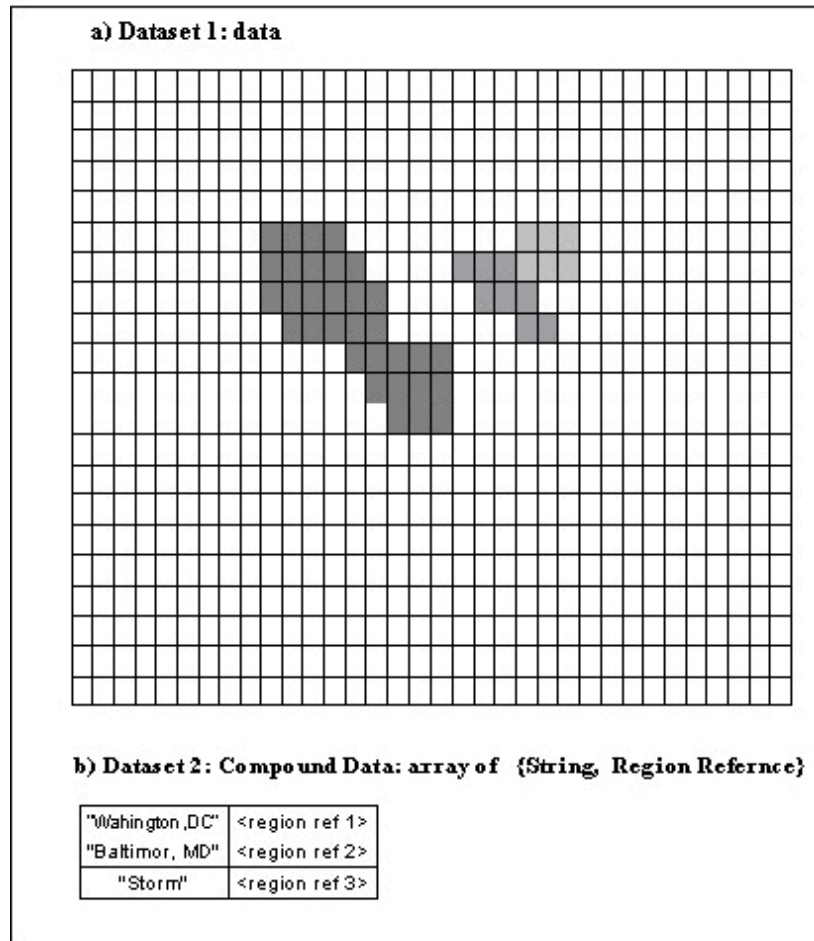 a) Dataset 1: data
b) Dataset 2: Compound Data: array of {String, Region Refernce}
"Wahington,DC" <region ref 1>
"Baltimor, MD" <region ref 2>
"Storm" <region ref 3>